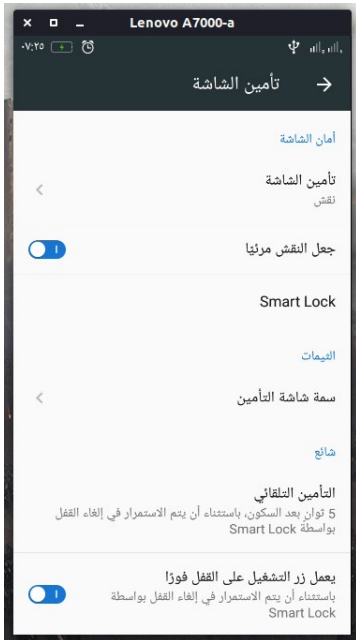 Lenovo A7000-a
٠٧:٢٥
تأمين الشاشة
أمان الشاشة
تأمين الشاشة
نقش
جعل النقش مرئيًا
Smart Lock
الثيمات
سمة شاشة التأمين
شائع
التأمين التلقائي
5 ثوانٍ بعد السكون، باستثناء أن يتم الاستمرار في إلغاء القفل
بواسطة Smart Lock
يعمل زر التشغيل على القفل فورًا
باستثناء أن يتم الاستمرار في إلغاء القفل بواسطة
Smart Lock